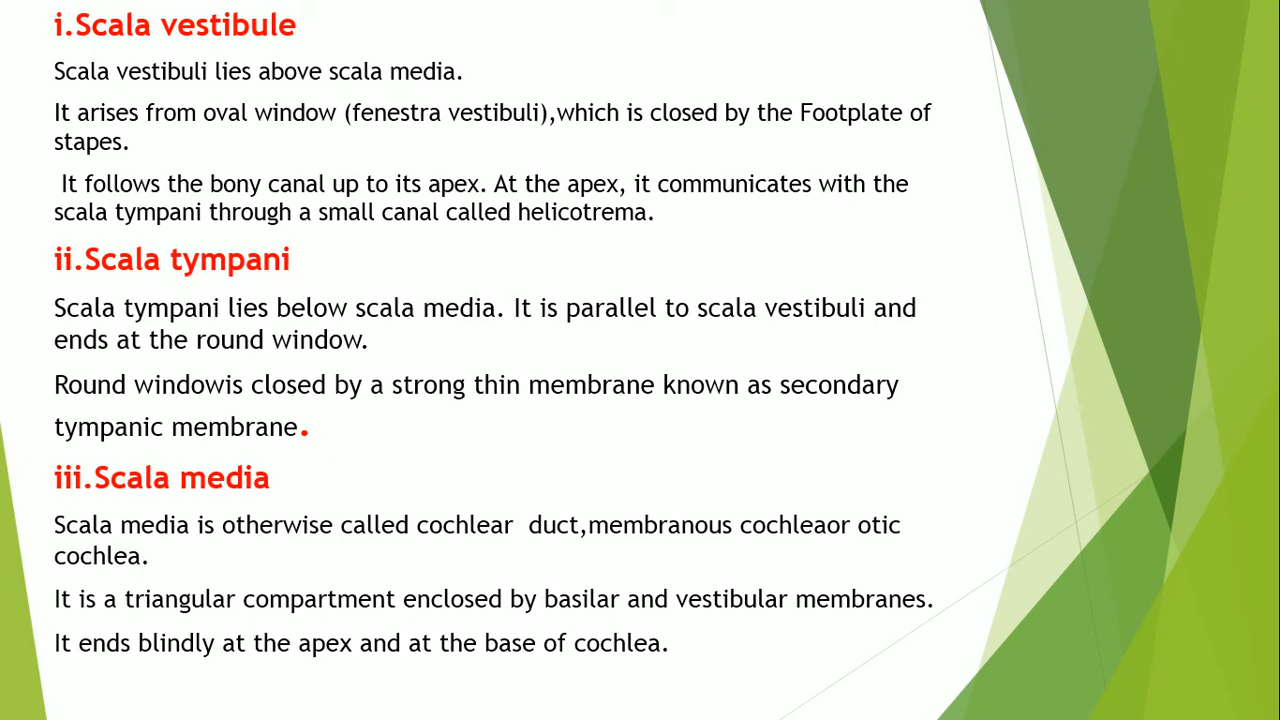 i.Scala vestibule
Scala vestibuli lies above scala media.
It arises from oval window (fenestra vestibuli),which is closed by the Footplate of
stapes.
It follows the bony canal up to its apex. At the apex, it communicates with the
scala tympani through a small canal called helicotrema.
ii.Scala tympani
Scala tympani lies below scala media. It is parallel to scala vestibuli and
ends at the round window.
Round windowis closed by a strong thin membrane known as secondary
tympanic membrane.
iii.Scala media
Scala media is otherwise called cochlear  duct,membranous cochleaor otic
cochlea.
It is a triangular compartment enclosed by basilar and vestibular membranes.
It ends blindly at the apex and at the base of cochlea.